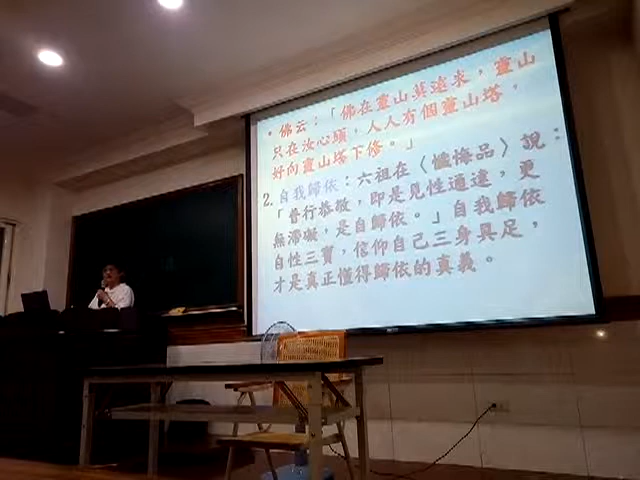 • 佛云：「佛在靈山莫遠求，靈山
只在汝心頭，人人有個靈山塔，
好向靈山塔下修。」
2. 自我歸依：六祖在〈懺悔品〉說：
「普行恭敬，即是見性通達，更
無滯礙，是自歸依。」自我歸依
自性三寶，信仰自己三身具足，
才是真正懂得歸依的真義。